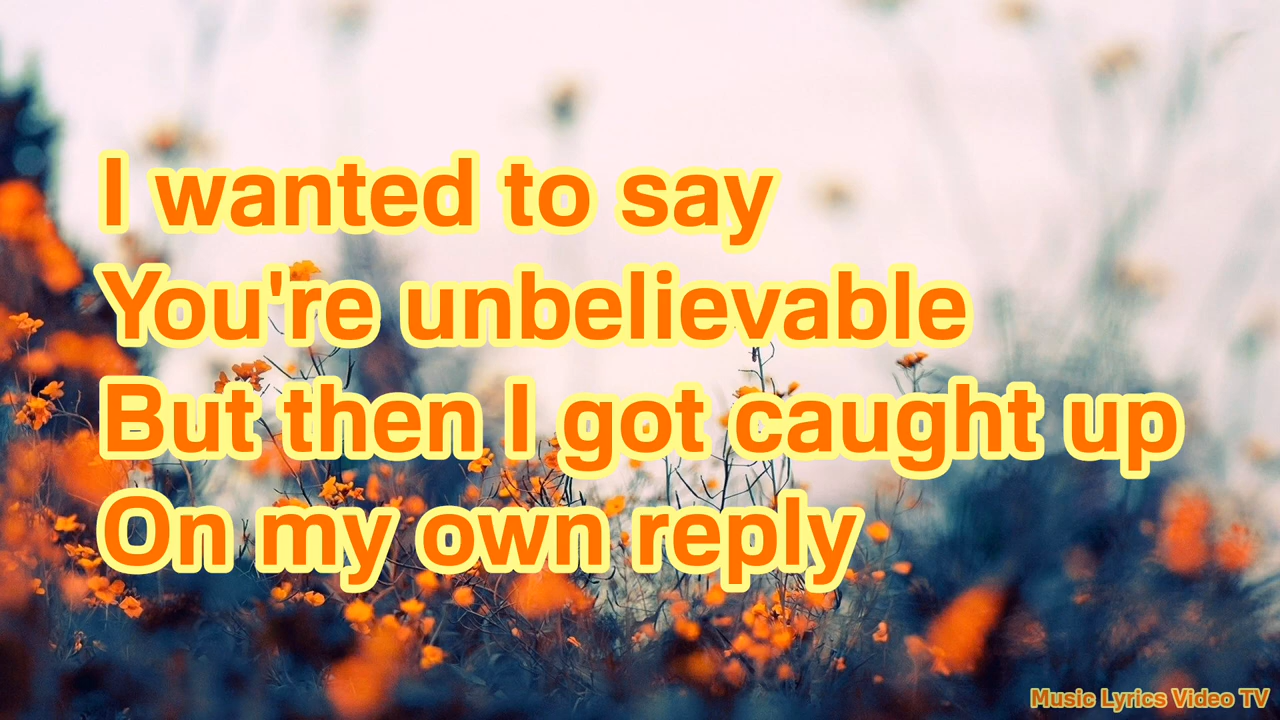 I wanted to say
You're unbelievable
But then I got caught up
On my own reply
Music Lyrics Video TV